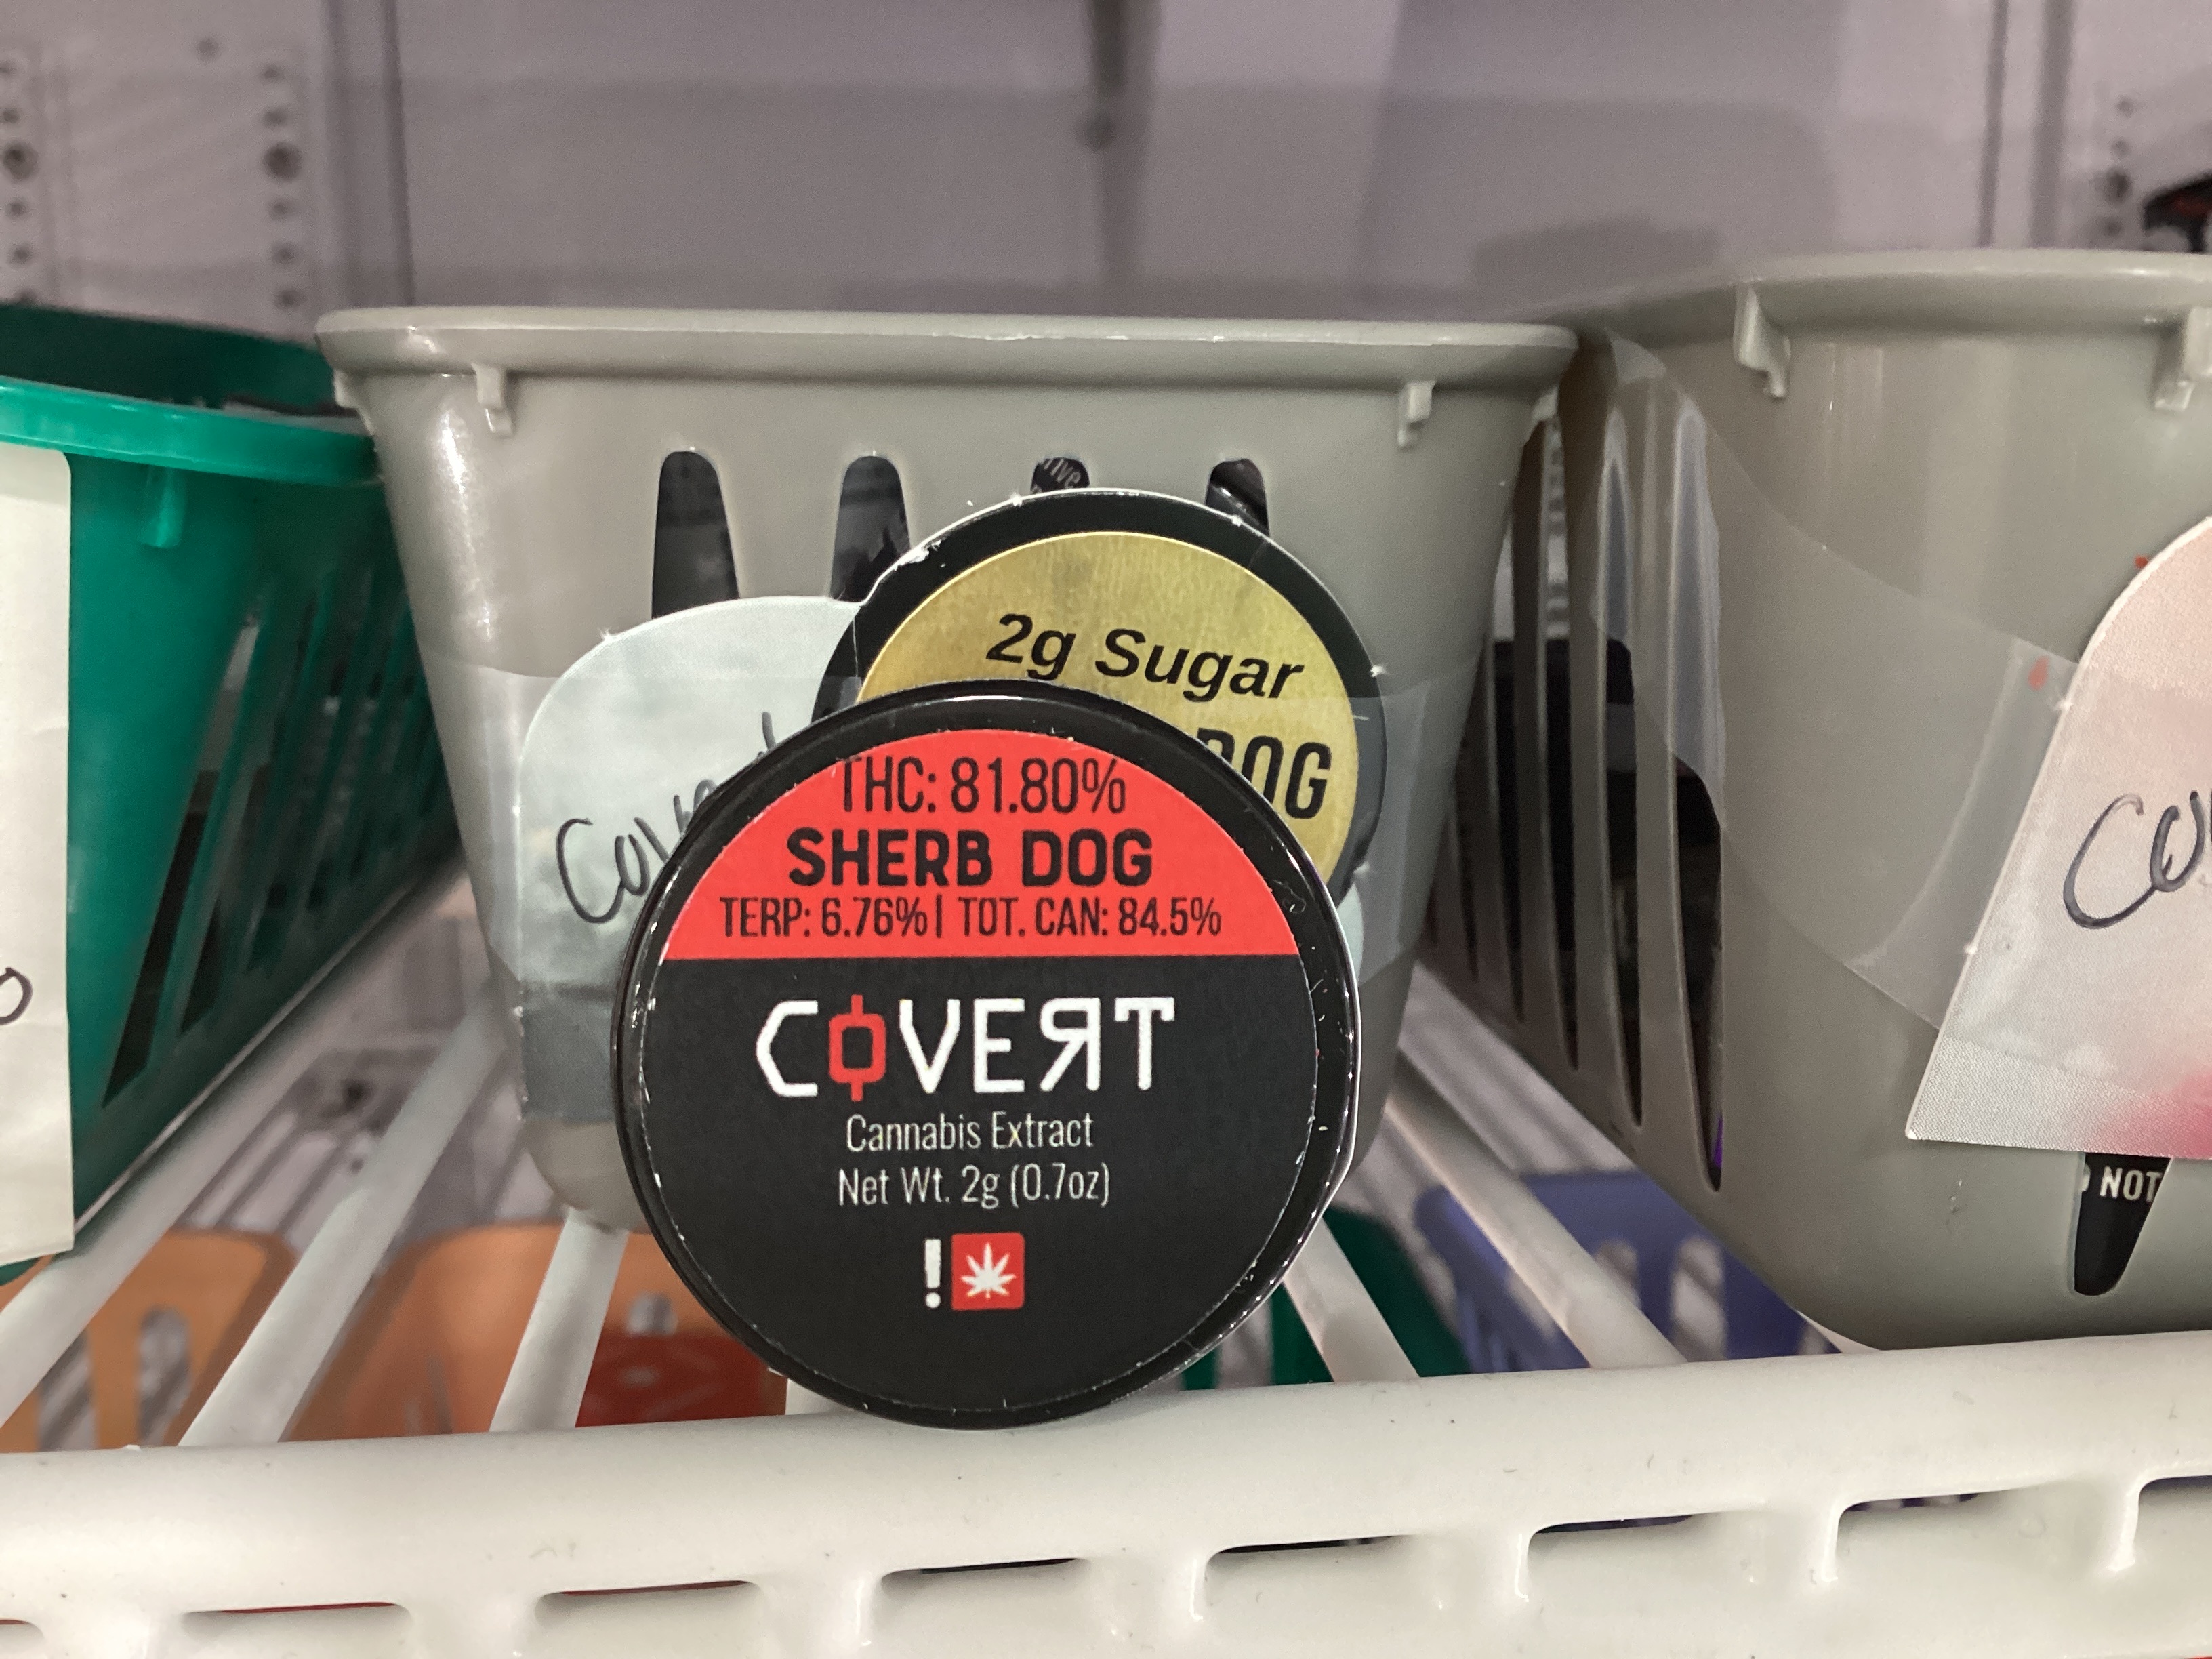 2g Sugar
DOG
THC: 81.80%
SHERB DOG
TERP: 6.76% | TOT. CAN: 84.5%
COVERT
Cannabis Extract
Net Wt. 2g (0.7oz)
!
NOT